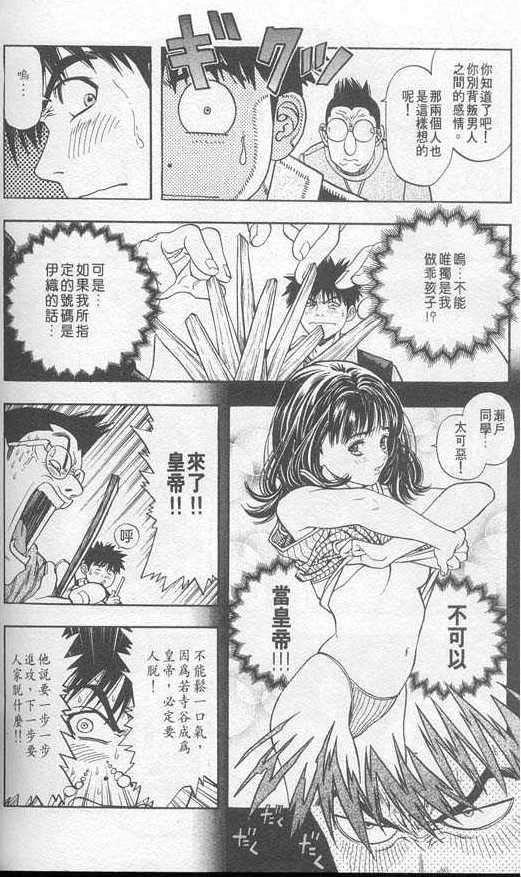 你知道了吧！
你別背叛男人
之間的感情。
那兩個人也
是這樣想的
呢！
ギクッ
嗚…
嗚…不能
唯獨是我
做乖孩子!?
可是…
如果我所指
定的號碼是
伊織的話…
瀨戶
同學…
太可惡！
不可以
當皇帝!!!
だく
だく
來了!!
皇帝!!
呼
不能鬆一口氣，
因為若寺谷成為
皇帝，必定要
人脫！
他說要一步一步
進攻，下一步要
人家脫什麼!!